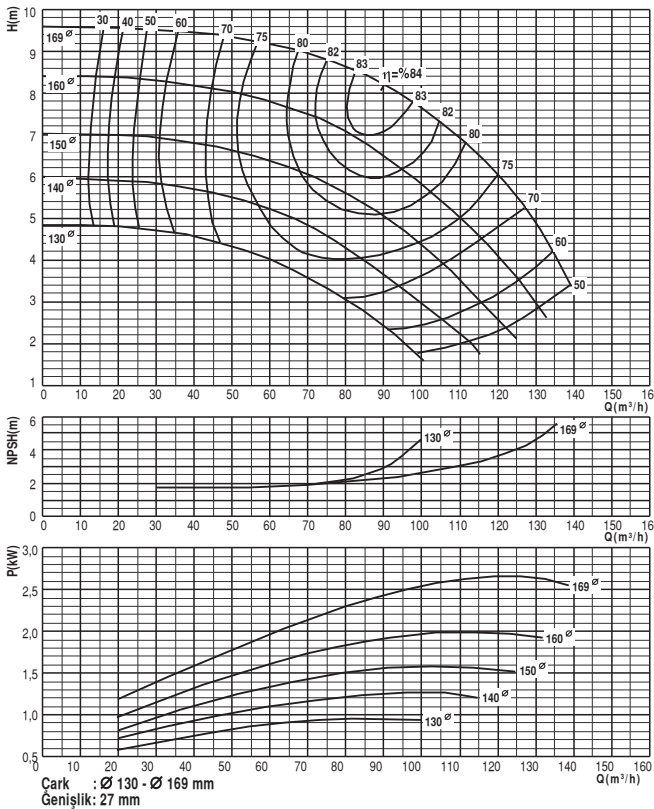 H(m)
10
9
8
7
6
5
4
3
2
1
30 40 50 60 70 75 80 82 83 η=%84
83
82
80
75
70
60
50
169 Ø
160 Ø
150 Ø
140 Ø
130 Ø
0 10 20 30 40 50 60 70 80 90 100 110 120 130 140 150 16
Q(m³/h)
NPSH(m)
6
4
2
0
130 Ø
169 Ø
0 10 20 30 40 50 60 70 80 90 100 110 120 130 140 150 16
Q(m³/h)
P(kW)
3,0
2,5
2,0
1,5
1,0
0,5
169 Ø
160 Ø
150 Ø
140 Ø
130 Ø
0 10 20 30 40 50 60 70 80 90 100 110 120 130 140 150 160
Q(m³/h)
Çark : Ø 130 - Ø 169 mm
Genişlik: 27 mm